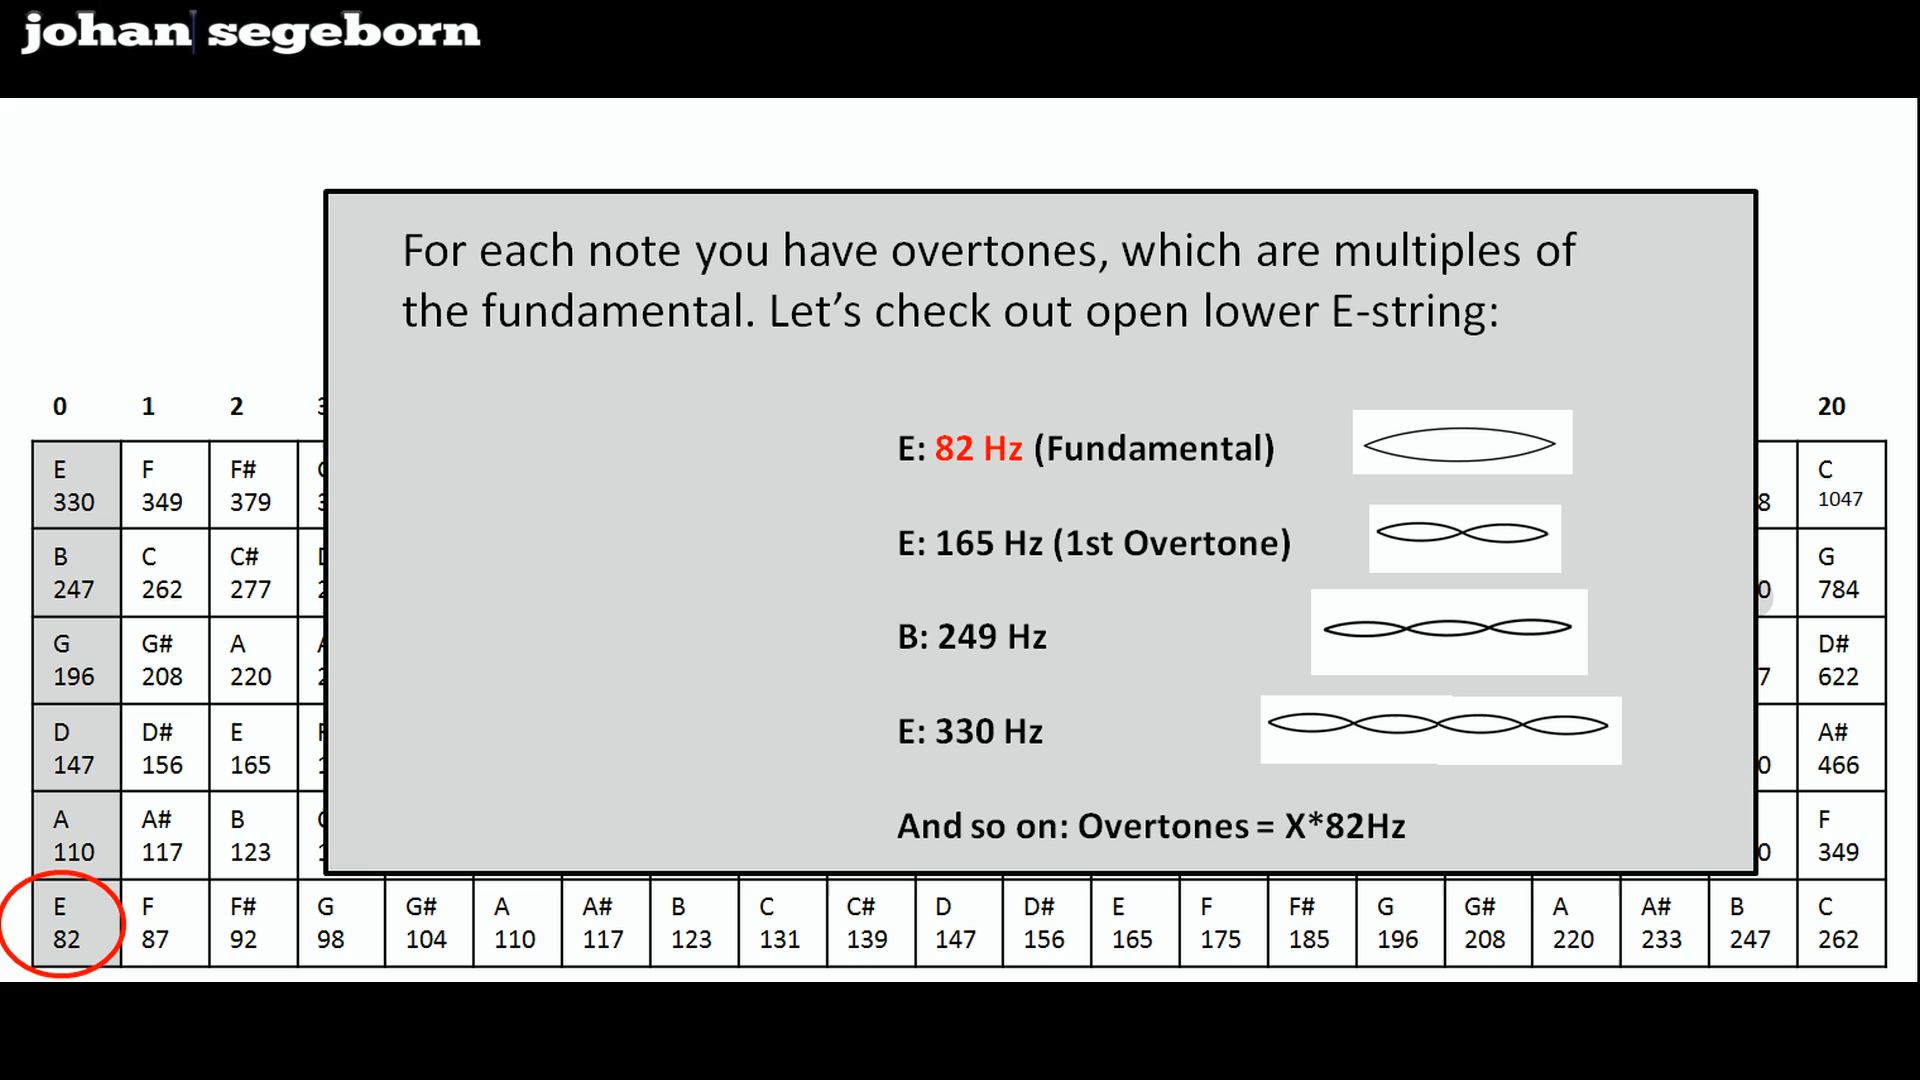 johan segeborn
For each note you have overtones, which are multiples of
the fundamental. Let's check out open lower E-string:
E: 82 Hz (Fundamental)
E: 165 Hz (1st Overtone)
B: 249 Hz
E: 330 Hz
And so on: Overtones = X*82Hz
0 1 2 20
E F F# C
330 349 379 1047
B C C# G
247 262 277 784
G G# A D#
196 208 220 622
D D# E A#
147 156 165 466
A A# B F
110 117 123 349
E F F# G G# A A# B C C# D D# E F F# G G# A A# B C
82 87 92 98 104 110 117 123 131 139 147 156 165 175 185 196 208 220 233 247 262